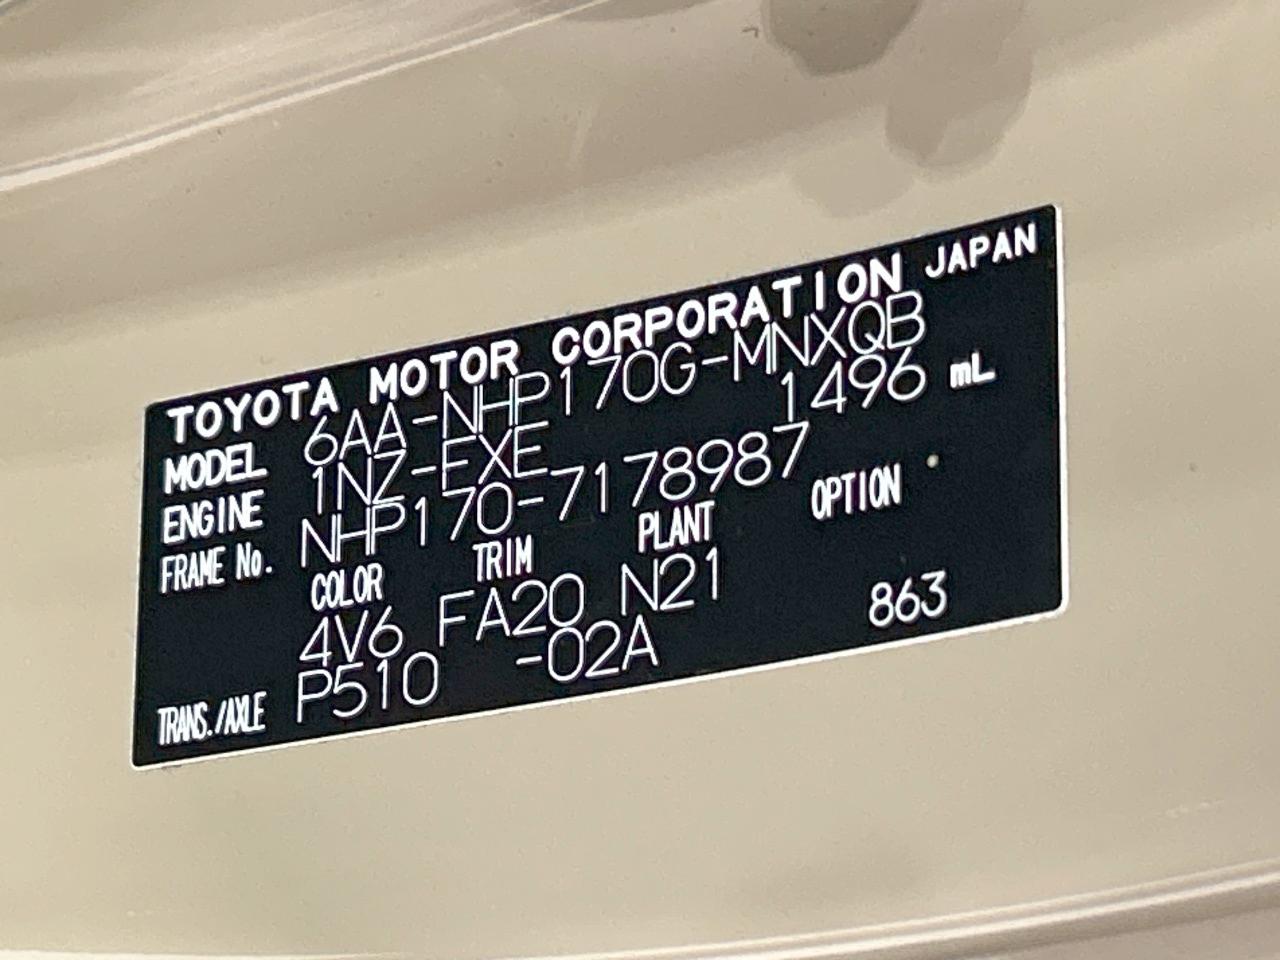 TOYOTA MOTOR CORPORATION JAPAN
MODEL 6AA-NHP170G-MNXQB
ENGINE 1NZ-FXE 1496 mL
FRAME No. NHP170-7178987
COLOR TRIM PLANT OPTION
4V6 FA20 N21
TRANS./AXLE P510 -02A 863